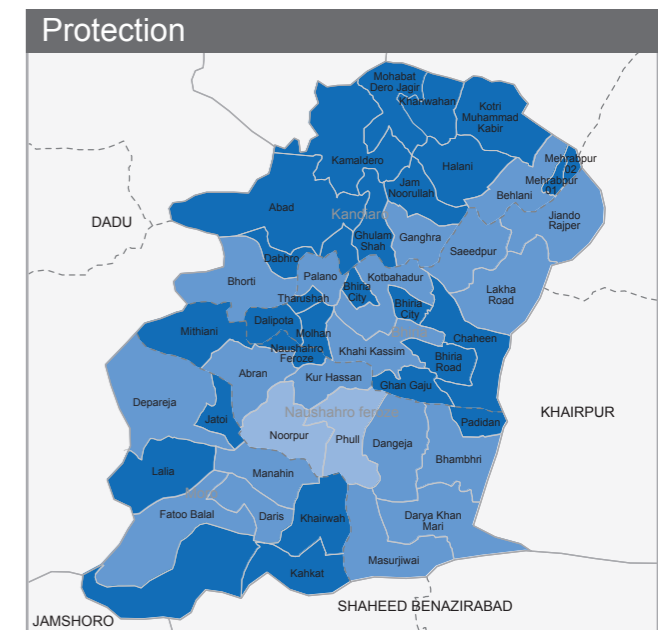 Protection
Mohabat
Dero Jagir
Khanwahan
Kotri
Muhammad
Kabir
Kamaldero
Halani
Mehrabpur
02
Mehrabpur
01
Jam
Noorullah
Behlani
Abad
Kandiaro
Jiando
Rajper
DADU
Ghulam
Shah
Ganghra
Saeedpur
Dabhro
Palano
Kotbahadur
Bhorti
Bhiria
City
Lakha
Road
Tharushah
Bhiria
City
Mithiani
Dalipota
Molhan
Chaheen
Naushahro
Feroze
Khahi Kassim
Bhiria
Road
Abran
Kur Hassan
Ghan Gaju
Depareja
Naushahro feroze
KHAIRPUR
Jatoi
Padidan
Noorpur
Phull
Dangeja
Bhambhri
Lalia
Manahin
Fatoo Balal
Daris
Khairwah
Darya Khan
Mari
Masurjiwai
Kahkat
SHAHEED BENAZIRABAD
JAMSHORO